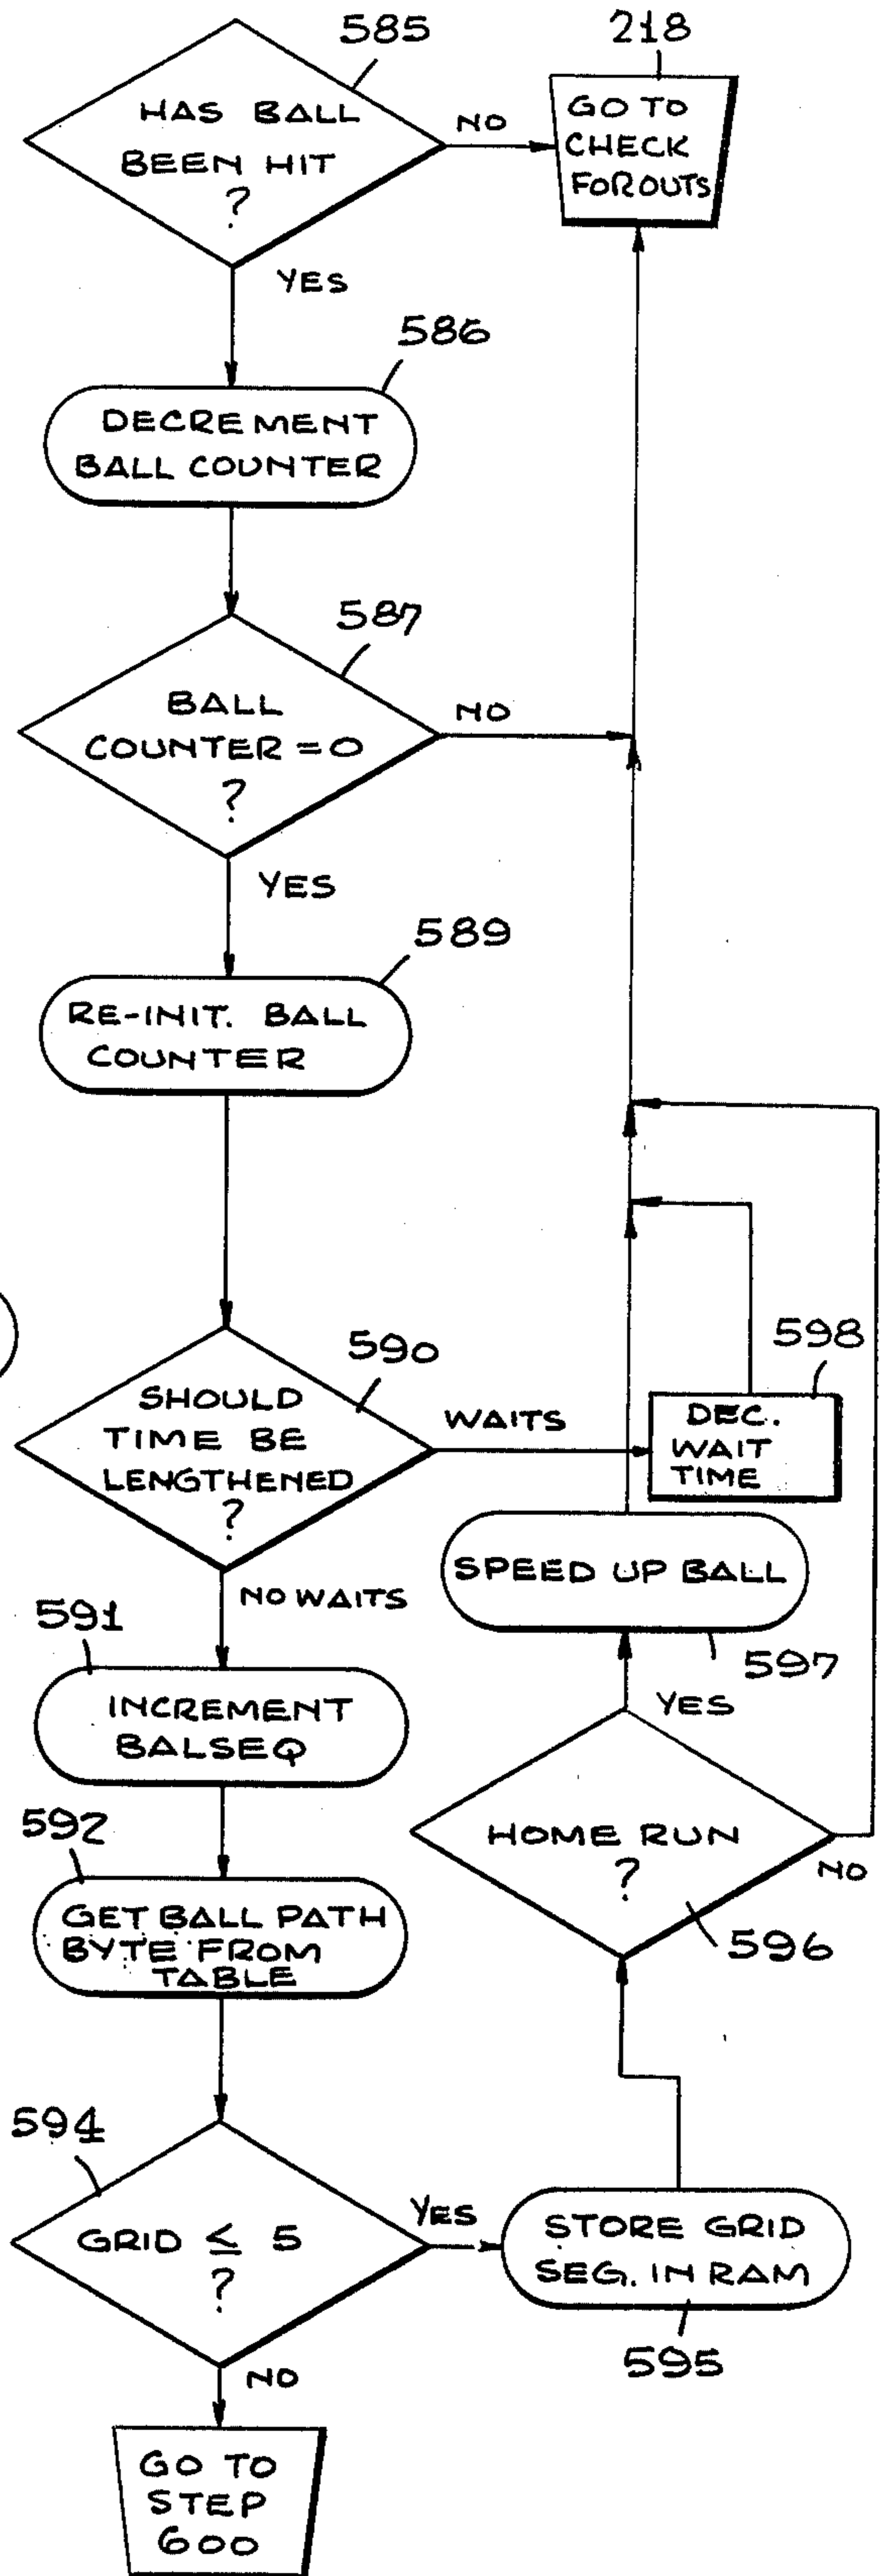 585
HAS BALL
BEEN HIT
?
NO
YES
218
GO TO
CHECK
FOROUTS
586
DECREMENT
BALL COUNTER
587
BALL
COUNTER = 0
?
NO
YES
589
RE-INIT. BALL
COUNTER
590
SHOULD
TIME BE
LENGTHENED
?
WAITS
NO WAITS
598
DEC.
WAIT
TIME
SPEED UP BALL
597
591
INCREMENT
BALSEQ
YES
HOME RUN
?
NO
596
592
GET BALL PATH
BYTE FROM
TABLE
594
GRID ≤ 5
?
YES
NO
STORE GRID
SEG. IN RAM
595
GO TO
STEP
600